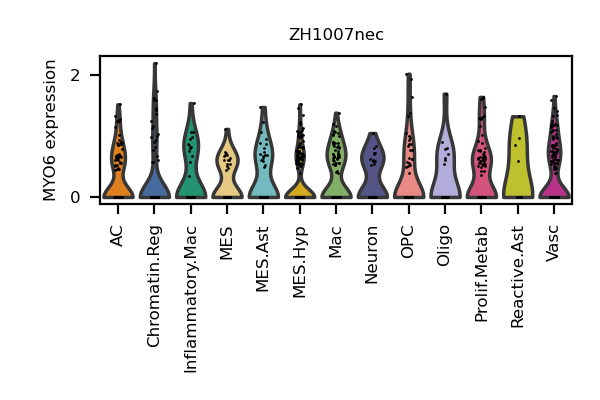 ZH1007nec
MYO6 expression
2
0
AC
Chromatin.Reg
Inflammatory.Mac
MES
MES.Ast
MES.Hyp
Mac
Neuron
OPC
Oligo
Prolif.Metab
Reactive.Ast
Vasc